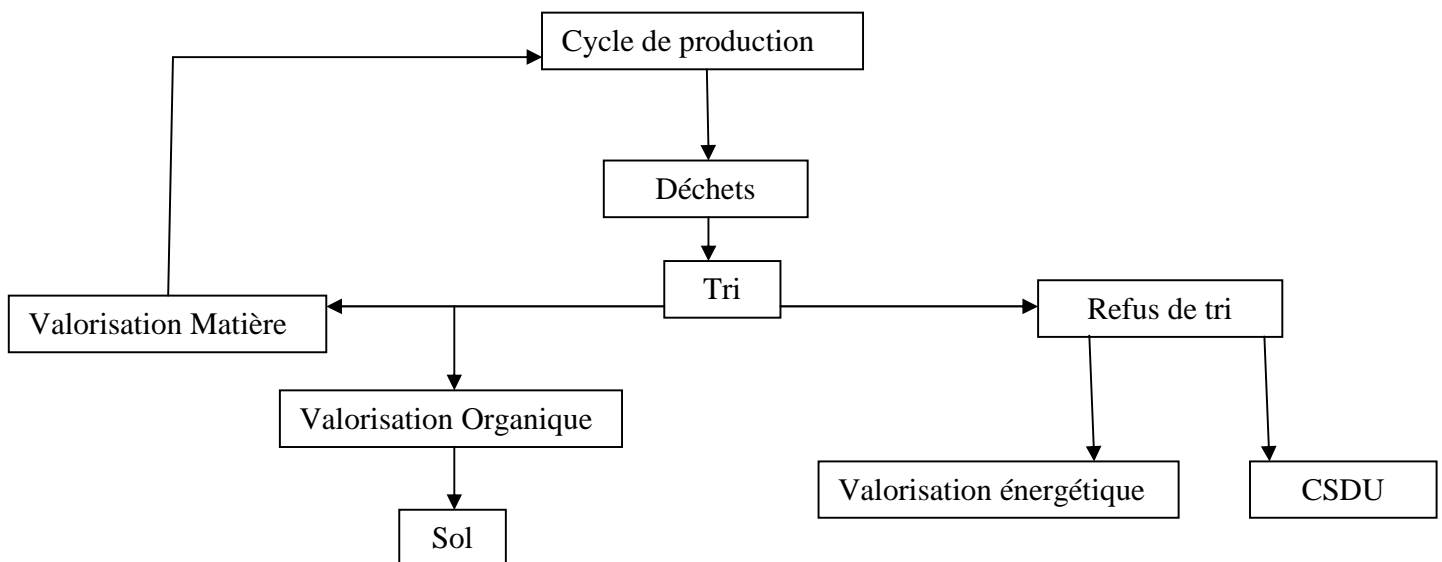 Cycle de production
Déchets
Tri
Valorisation Matière
Refus de tri
Valorisation Organique
Valorisation énergétique
CSDU
Sol